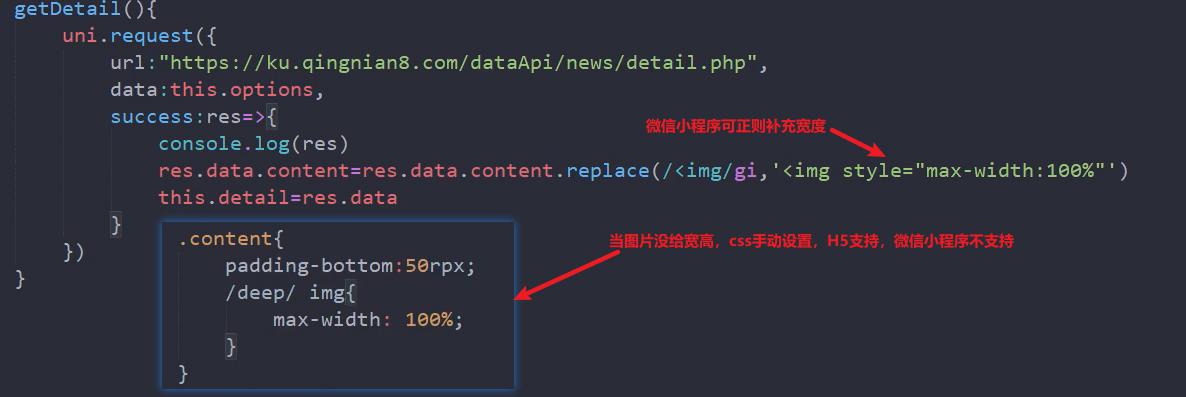 getDetail(){
uni.request({
url:"https://ku.qingnian8.com/dataApi/news/detail.php",
data:this.options,
success:res=>{
微信小程序可正则补充宽度
console.log(res)
res.data.content=res.data.content.replace(/<img/gi,'<img style="max-width:100%"')
this.detail=res.data
}
})
}
.content{
当图片没给宽高，css手动设置，H5支持，微信小程序不支持
padding-bottom:50rpx;
/deep/ img{
max-width: 100%;
}
}